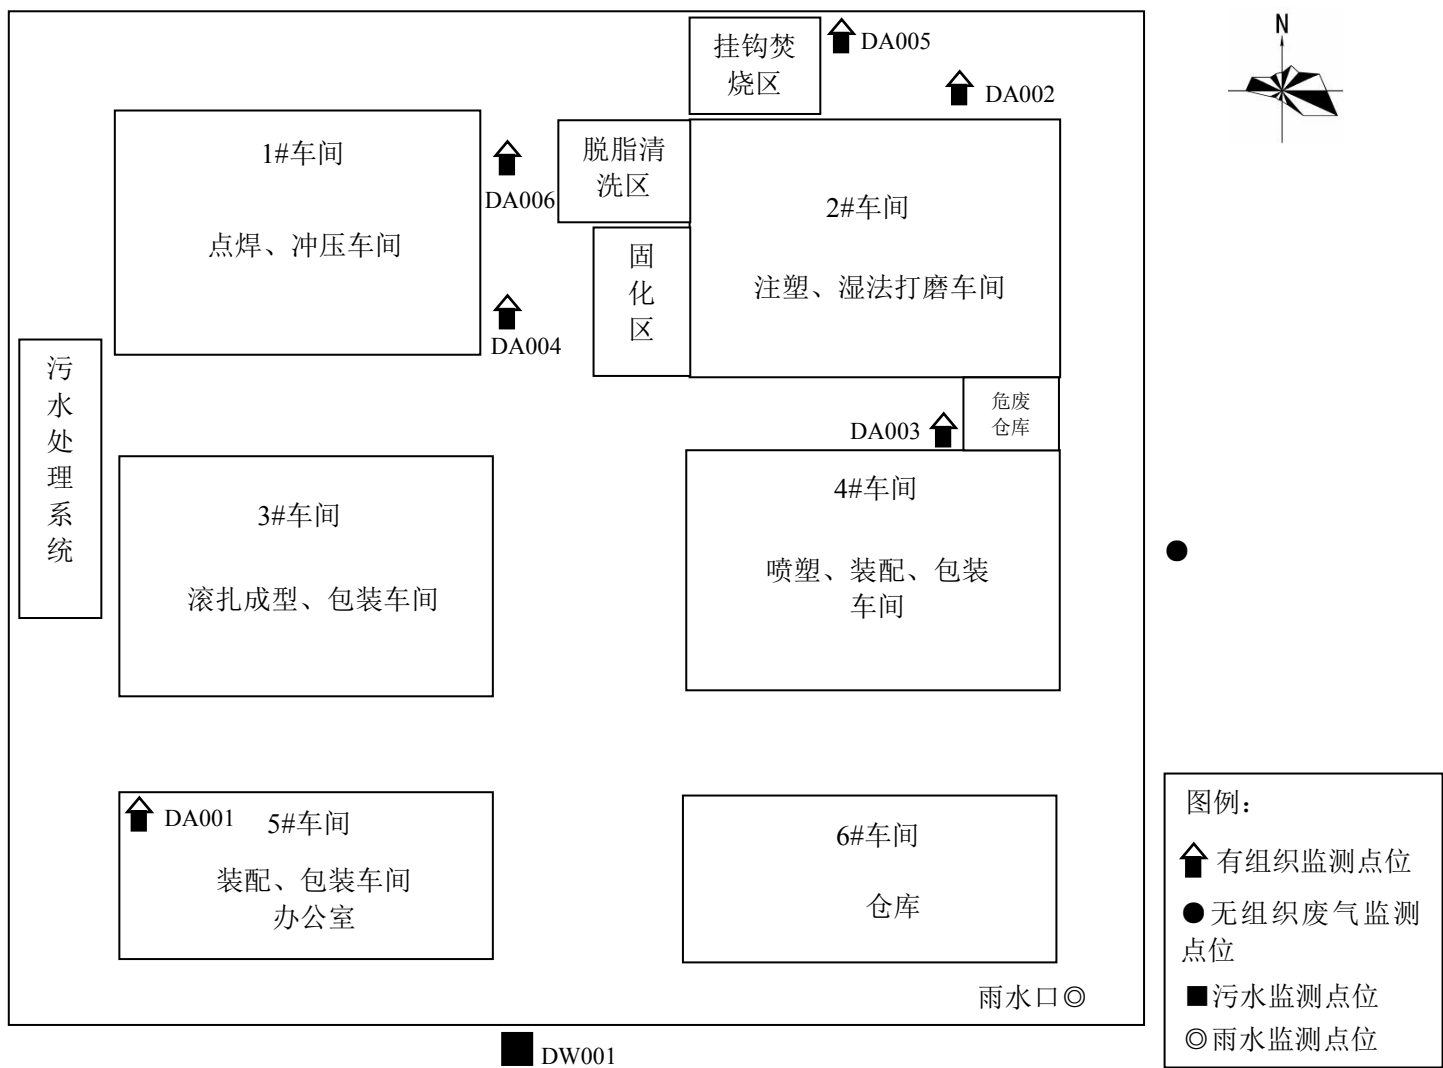 N
挂钩焚
烧区
DA005
DA002
1#车间
点焊、冲压车间
DA006
DA004
脱脂清
洗区
固
化
区
2#车间
注塑、湿法打磨车间
危废
仓库
DA003
污
水
处
理
系
统
3#车间
滚扎成型、包装车间
4#车间
喷塑、装配、包装
车间
DA001
5#车间
装配、包装车间
办公室
6#车间
仓库
雨水口◎
DW001
图例：
有组织监测点位
●无组织废气监测
点位
■污水监测点位
◎雨水监测点位